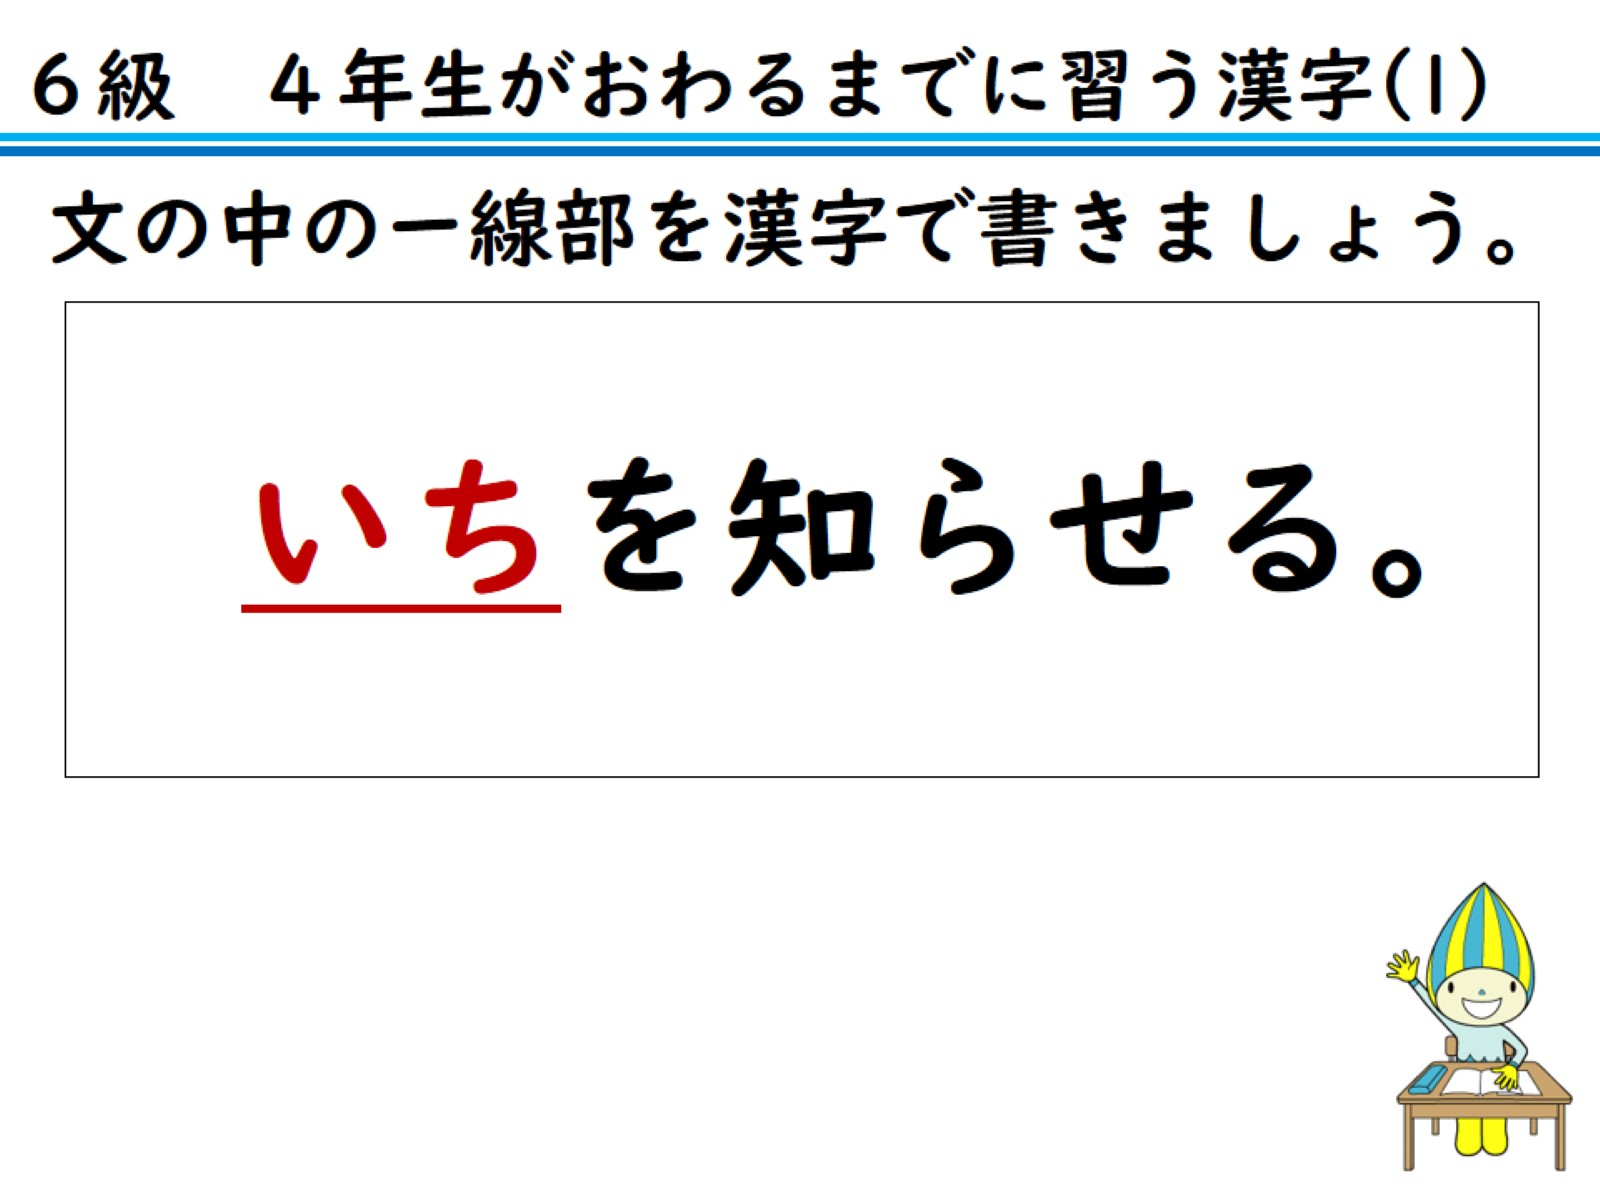 ６級　４年生がおわるまでに習う漢字(1)
文の中の―線部を漢字で書きましょう。
いちを知らせる。